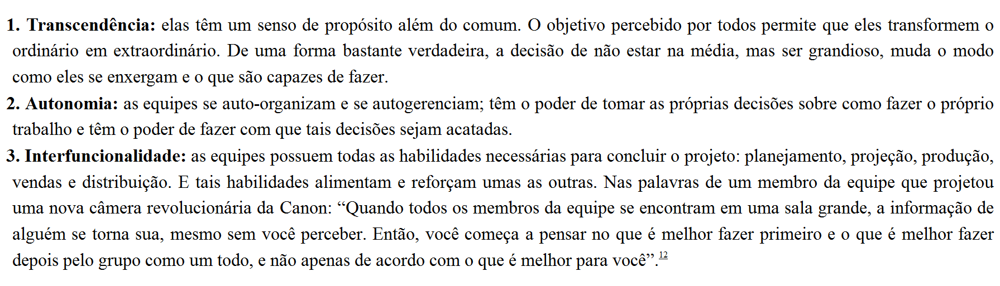 1. Transcendência: elas têm um senso de propósito além do comum. O objetivo percebido por todos permite que eles transformem o
ordinário em extraordinário. De uma forma bastante verdadeira, a decisão de não estar na média, mas ser grandioso, muda o modo
como eles se enxergam e o que são capazes de fazer.
2. Autonomia: as equipes se auto-organizam e se autogerenciam; têm o poder de tomar as próprias decisões sobre como fazer o próprio
trabalho e têm o poder de fazer com que tais decisões sejam acatadas.
3. Interfuncionalidade: as equipes possuem todas as habilidades necessárias para concluir o projeto: planejamento, projeção, produção,
vendas e distribuição. E tais habilidades alimentam e reforçam umas as outras. Nas palavras de um membro da equipe que projetou
uma nova câmera revolucionária da Canon: “Quando todos os membros da equipe se encontram em uma sala grande, a informação de
alguém se torna sua, mesmo sem você perceber. Então, você começa a pensar no que é melhor fazer primeiro e o que é melhor fazer
depois pelo grupo como um todo, e não apenas de acordo com o que é melhor para você”.12